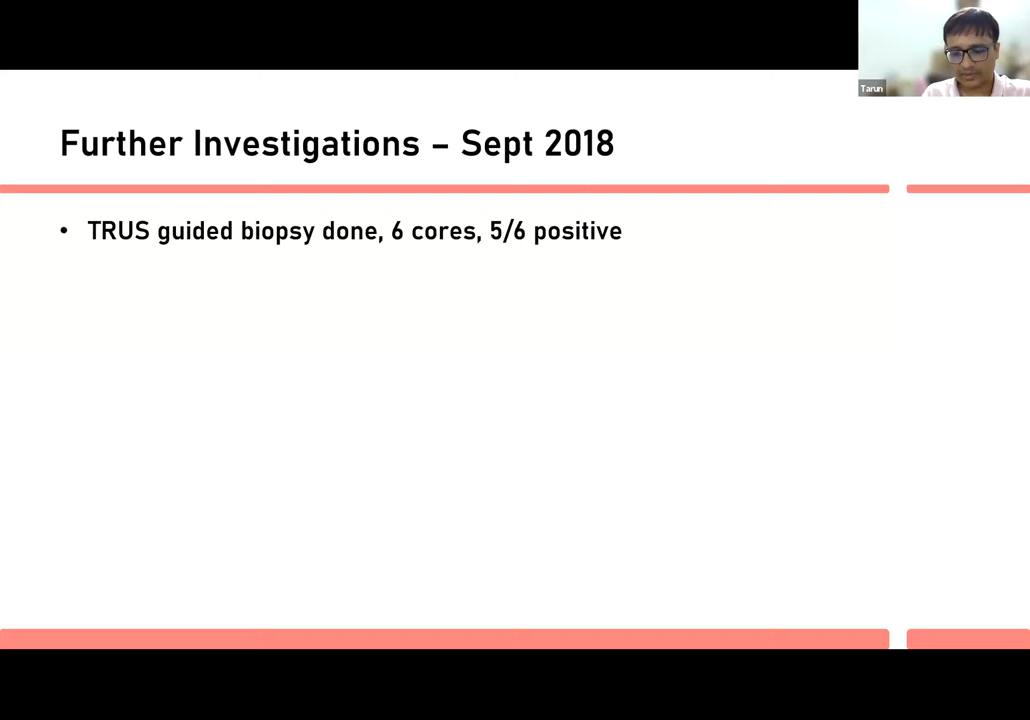 Tarun
Further Investigations – Sept 2018
• TRUS guided biopsy done, 6 cores, 5/6 positive